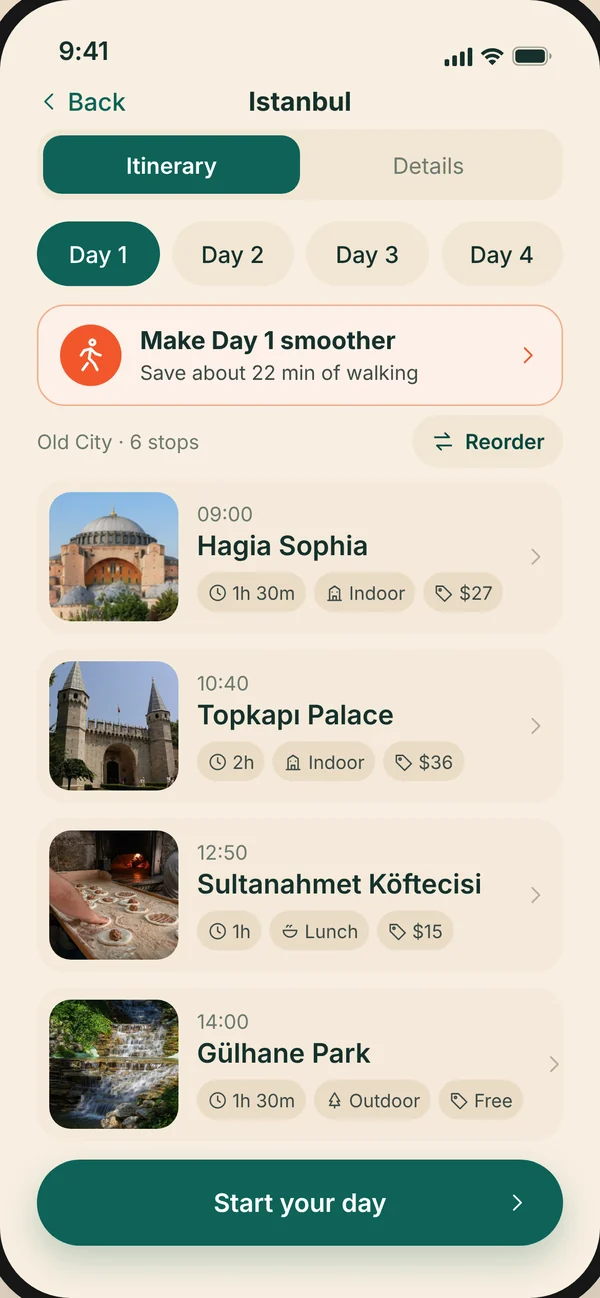 9:41
Back
Istanbul
Itinerary
Details
Day 1
Day 2
Day 3
Day 4
Make Day 1 smoother
Save about 22 min of walking
Old City · 6 stops
Reorder
09:00
Hagia Sophia
1h 30m
Indoor
$27
10:40
Topkapı Palace
2h
Indoor
$36
12:50
Sultanahmet Köftecisi
1h
Lunch
$15
14:00
Gülhane Park
1h 30m
Outdoor
Free
Start your day